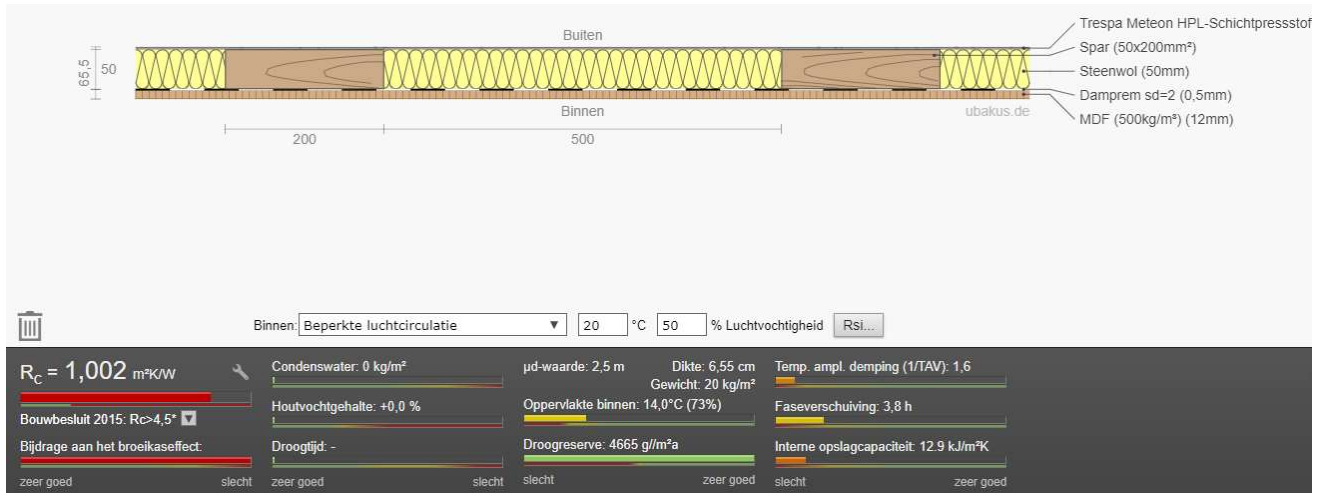 Buiten
Trespa Meteon HPL-Schichtpressstof
Spar (50x200mm²)
Steenwol (50mm)
Damprem sd=2 (0,5mm)
MDF (500kg/m³) (12mm)
65,5
50
Binnen
ubakus.de
200
500
Binnen: Beperkte luchtcirculatie 20 °C 50 % Luchtvochtigheid Rsi...
RC = 1,002 m²K/W
Bouwbesluit 2015: Rc>4,5*
Bijdrage aan het broeikaseffect:
zeer goed slecht
Condenswater: 0 kg/m²
Houtvochtgehalte: +0,0 %
Droogtijd: -
zeer goed slecht
µd-waarde: 2,5 m Dikte: 6,55 cm
Gewicht: 20 kg/m²
Oppervlakte binnen: 14,0°C (73%)
Droogreserve: 4665 g//m²a
slecht zeer goed
Temp. ampl. demping (1/TAV): 1,6
Faseverschuiving: 3,8 h
Interne opslagcapaciteit: 12.9 kJ/m²K
slecht zeer goed